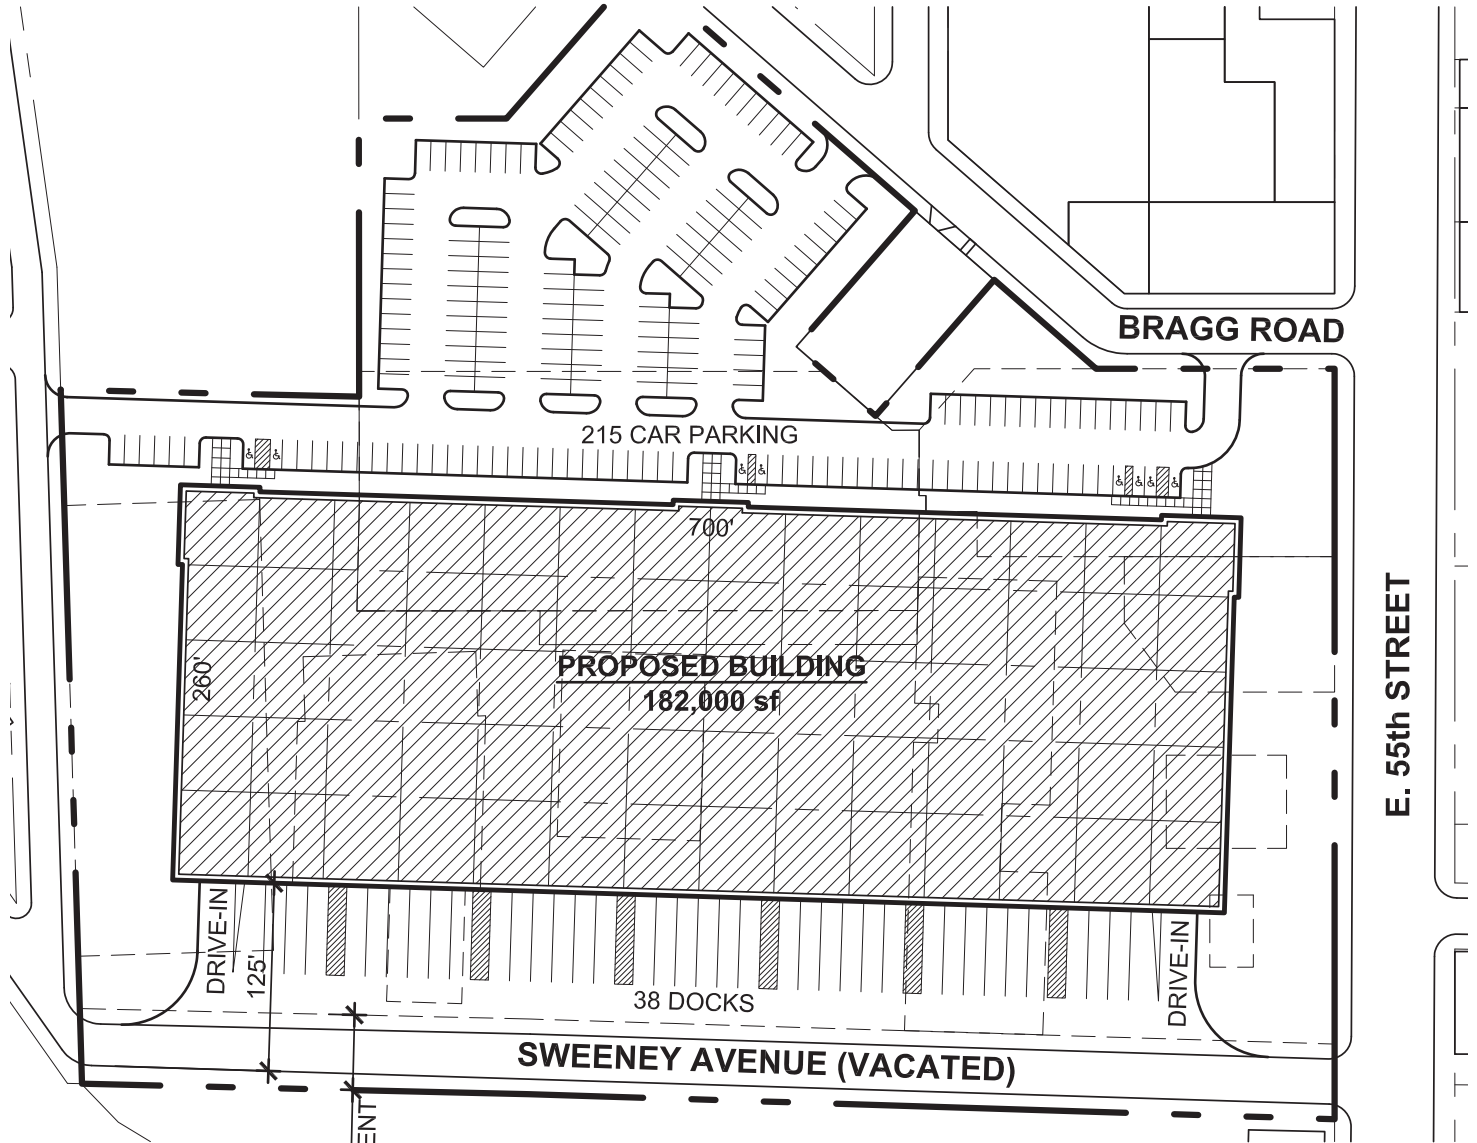 BRAGG ROAD
215 CAR PARKING
700'
E. 55th STREET
260'
PROPOSED BUILDING
182,000 sf
DRIVE-IN
125'
38 DOCKS
DRIVE-IN
SWEENEY AVENUE (VACATED)